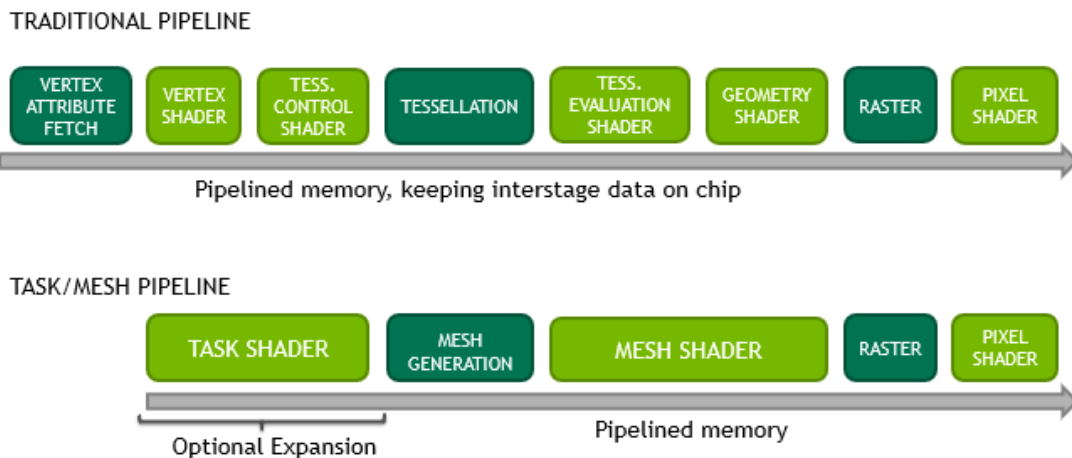 TRADITIONAL PIPELINE
VERTEX
ATTRIBUTE
FETCH
VERTEX
SHADER
TESS.
CONTROL
SHADER
TESSELLATION
TESS.
EVALUATION
SHADER
GEOMETRY
SHADER
RASTER
PIXEL
SHADER
Pipelined memory, keeping interstage data on chip
TASK/MESH PIPELINE
TASK SHADER
MESH
GENERATION
MESH SHADER
RASTER
PIXEL
SHADER
Optional Expansion
Pipelined memory